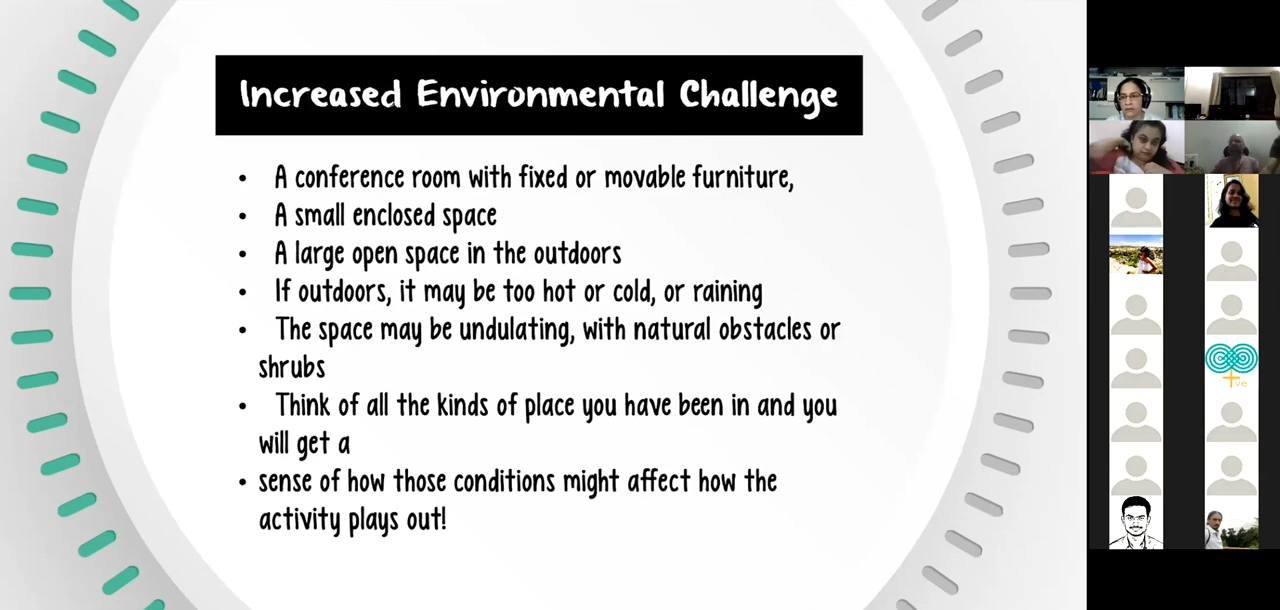 Increased Environmental Challenge
• A conference room with fixed or movable furniture,
• A small enclosed space
• A large open space in the outdoors
• If outdoors, it may be too hot or cold, or raining
• The space may be undulating, with natural obstacles or
shrubs
• Think of all the kinds of place you have been in and you
will get a
• sense of how those conditions might affect how the
activity plays out!
+ve